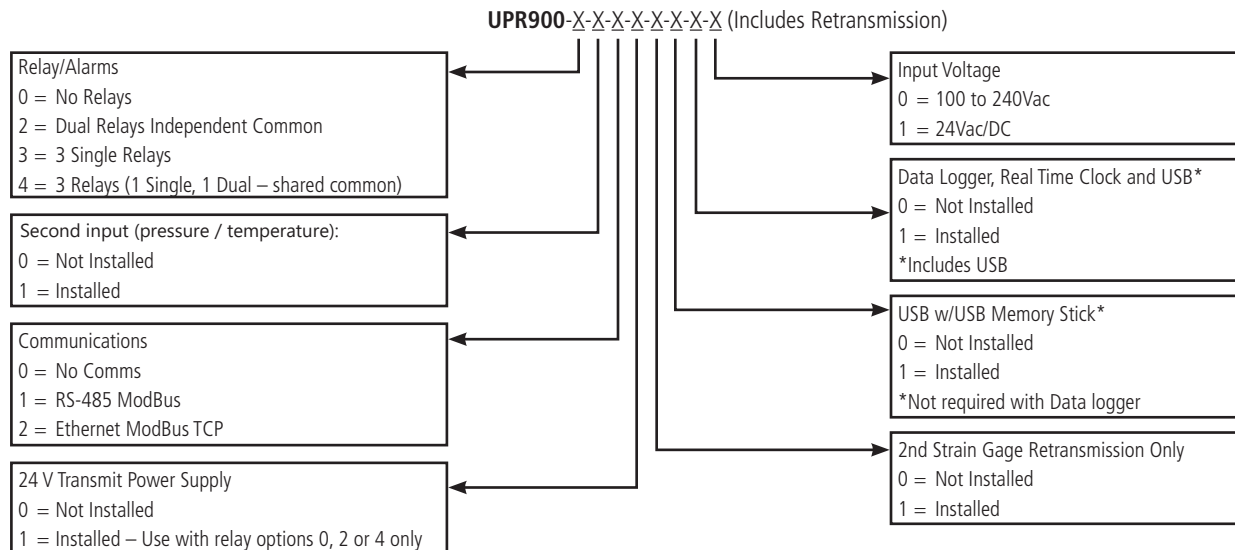 UPR900-X-X-X-X-X-X-X-X (Includes Retransmission)
Relay/Alarms
0 = No Relays
2 = Dual Relays Independent Common
3 = 3 Single Relays
4 = 3 Relays (1 Single, 1 Dual – shared common)
Second input (pressure / temperature):
0 = Not Installed
1 = Installed
Communications
0 = No Comms
1 = RS-485 ModBus
2 = Ethernet ModBus TCP
24 V Transmit Power Supply
0 = Not Installed
1 = Installed – Use with relay options 0, 2 or 4 only
Input Voltage
0 = 100 to 240Vac
1 = 24Vac/DC
Data Logger, Real Time Clock and USB*
0 = Not Installed
1 = Installed
*Includes USB
USB w/USB Memory Stick*
0 = Not Installed
1 = Installed
*Not required with Data logger
2nd Strain Gage Retransmission Only
0 = Not Installed
1 = Installed